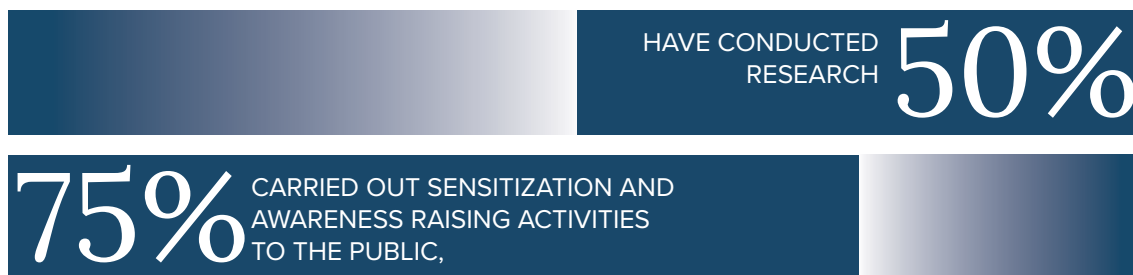 HAVE CONDUCTED
RESEARCH
50%
75%
CARRIED OUT SENSITIZATION AND
AWARENESS RAISING ACTIVITIES
TO THE PUBLIC,